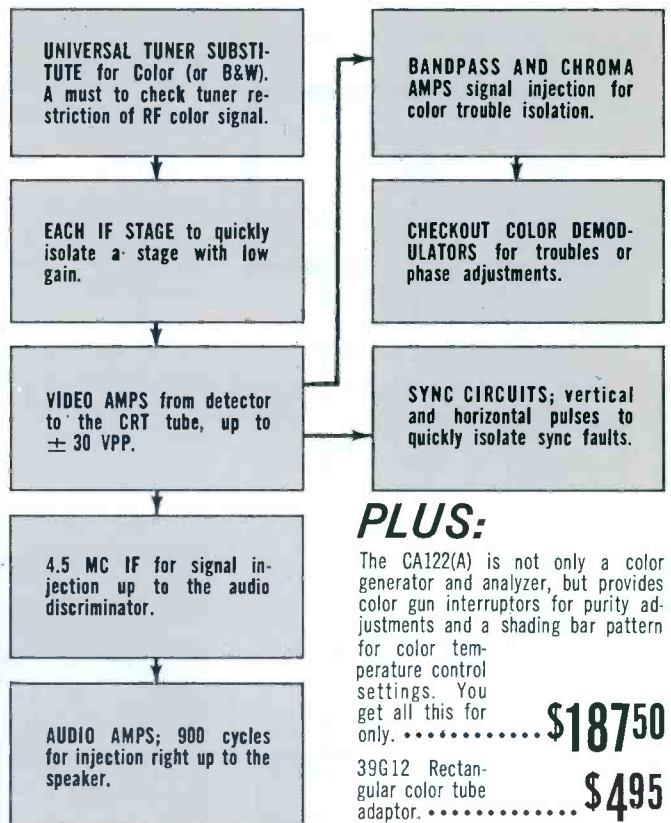 UNIVERSAL TUNER SUBSTI-
TUTE for Color (or B&W).
A must to check tuner re-
striction of RF color signal.
EACH IF STAGE to quickly
isolate a stage with low
gain.
VIDEO AMPS from detector
to the CRT tube, up to
± 30 VPP.
4.5 MC IF for signal in-
jection up to the audio
discriminator.
AUDIO AMPS; 900 cycles
for injection right up to the
speaker.
BANDPASS AND CHROMA
AMPS signal injection for
color trouble isolation.
CHECKOUT COLOR DEMOD-
ULATORS for troubles or
phase adjustments.
SYNC CIRCUITS; vertical
and horizontal pulses to
quickly isolate sync faults.
PLUS:
The CA122(A) is not only a color
generator and analyzer, but provides
color gun interruptors for purity ad-
justments and a shading bar pattern
for color tem-
perature control
settings. You
get all this for
only. ............ $18750
39G12 Rectan-
gular color tube
adaptor. .............. $495